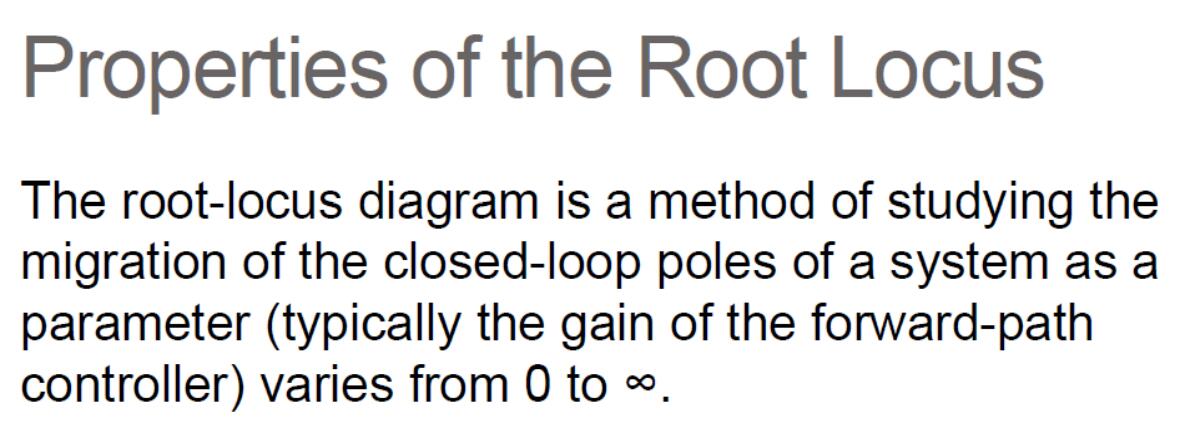 Properties of the Root Locus
The root-locus diagram is a method of studying the
migration of the closed-loop poles of a system as a
parameter (typically the gain of the forward-path
controller) varies from 0 to ∞.